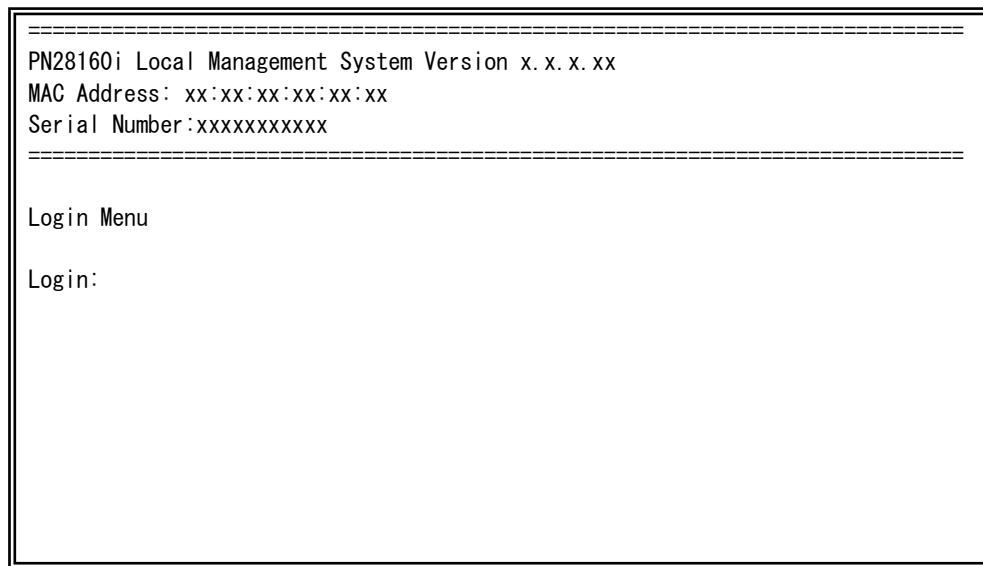 ==============================================================================
PN28160i Local Management System Version x.x.x.xx
MAC Address: xx:xx:xx:xx:xx:xx
Serial Number:xxxxxxxxxxx
==============================================================================
Login Menu
Login: